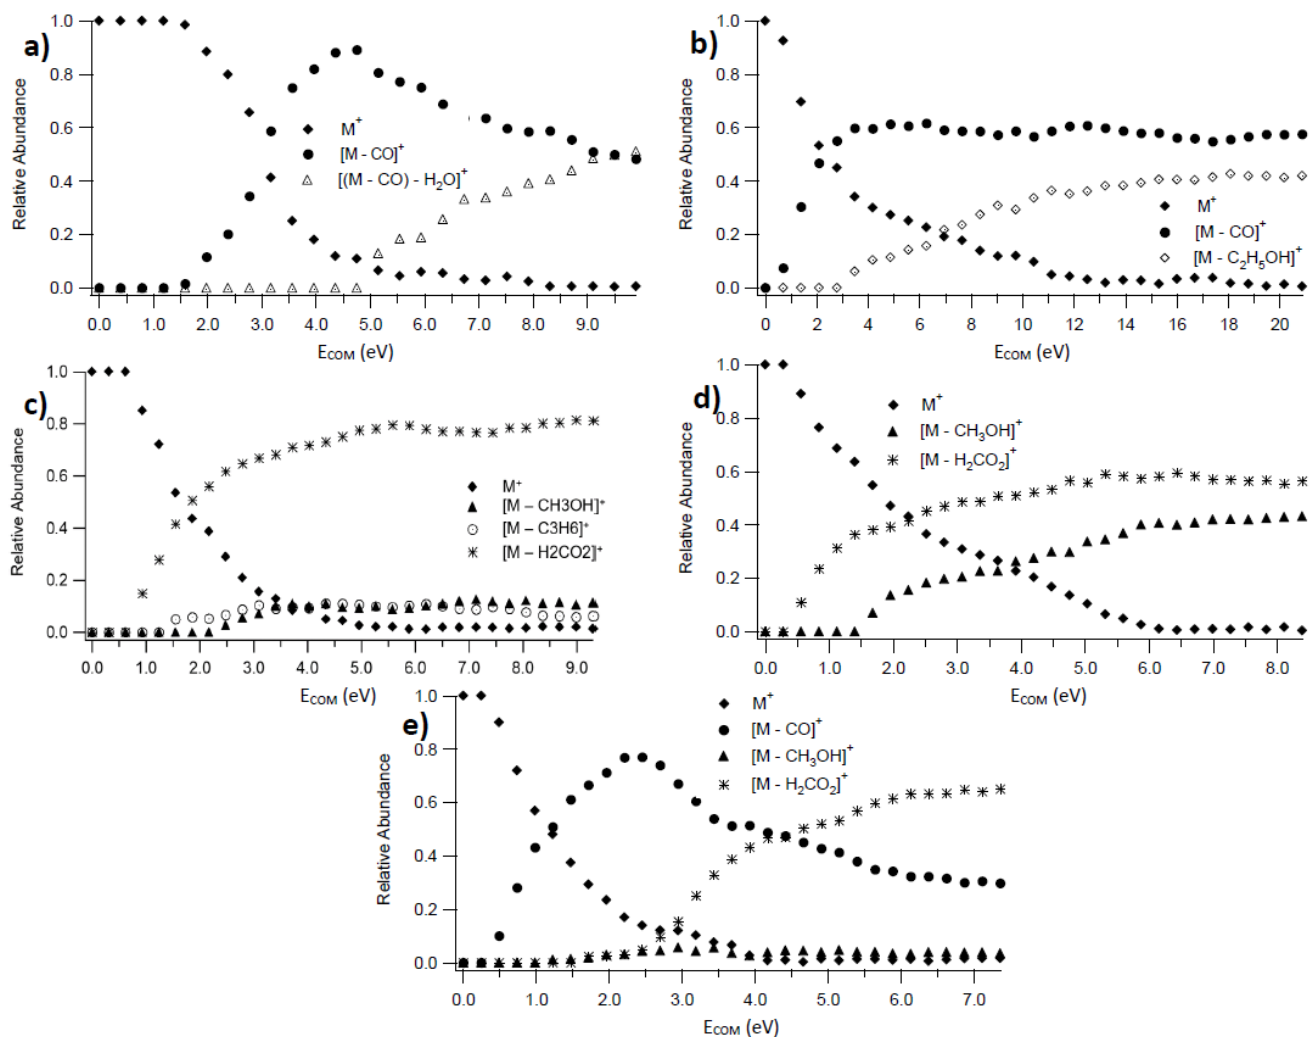 a)
1.0
0.8
0.6
0.4
0.2
0.0
Relative Abundance
M⁺
[M - CO]⁺
[(M - CO) - H₂O]⁺
0.0 1.0 2.0 3.0 4.0 5.0 6.0 7.0 8.0 9.0
E_COM (eV)
b)
1.0
0.8
0.6
0.4
0.2
0.0
Relative Abundance
M⁺
[M - CO]⁺
[M - C₂H₅OH]⁺
0 2 4 6 8 10 12 14 16 18 20
E_COM (eV)
c)
1.0
0.8
0.6
0.4
0.2
0.0
Relative Abundance
M⁺
[M – CH3OH]⁺
[M – C3H6]⁺
[M – H2CO2]⁺
0.0 1.0 2.0 3.0 4.0 5.0 6.0 7.0 8.0 9.0
E_COM (eV)
d)
1.0
0.8
0.6
0.4
0.2
0.0
Relative Abundance
M⁺
[M - CH₃OH]⁺
[M - H₂CO₂]⁺
0.0 1.0 2.0 3.0 4.0 5.0 6.0 7.0 8.0
E_COM (eV)
e)
1.0
0.8
0.6
0.4
0.2
0.0
Relative Abundance
M⁺
[M - CO]⁺
[M - CH₃OH]⁺
[M - H₂CO₂]⁺
0.0 1.0 2.0 3.0 4.0 5.0 6.0 7.0
E_COM (eV)